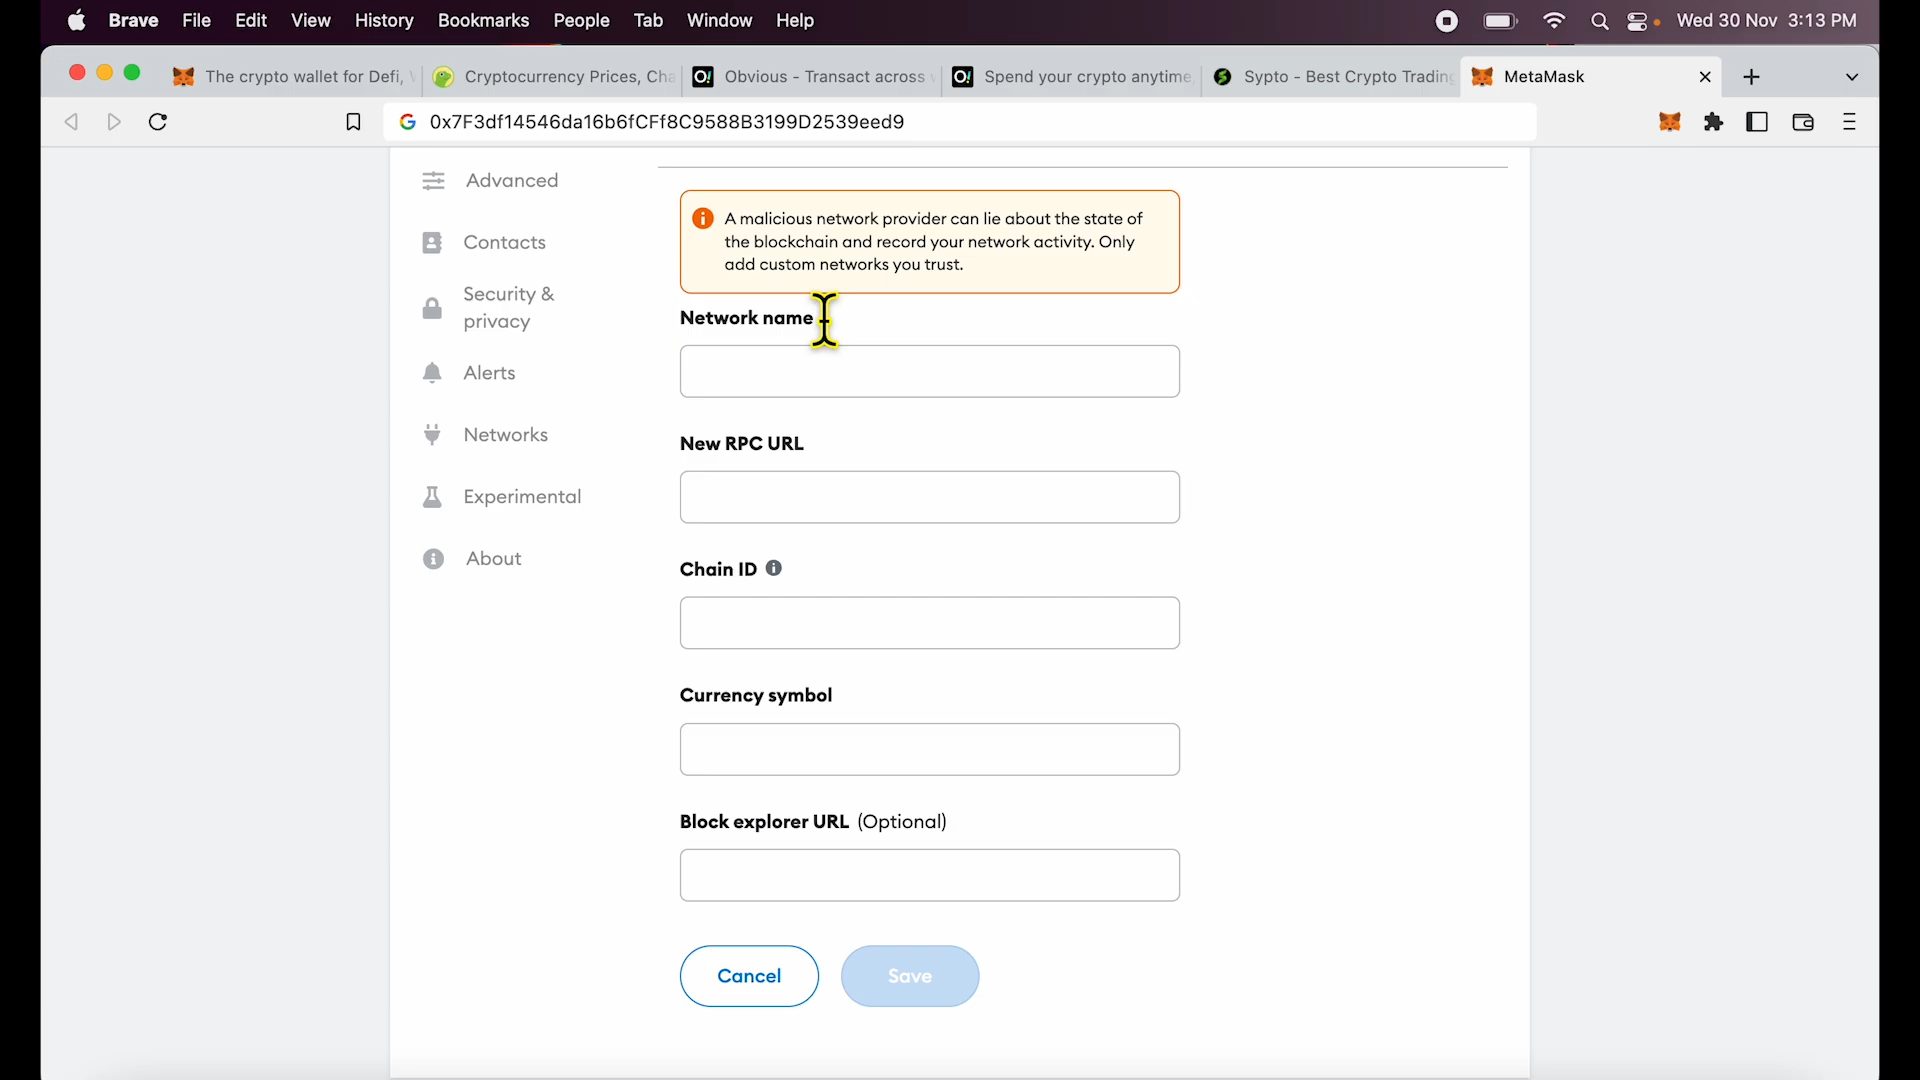 Brave File Edit View History Bookmarks People Tab Window Help Wed 30 Nov 3:13 PM
The crypto wallet for Defi, Cryptocurrency Prices, Cha O! Obvious - Transact across O! Spend your crypto anytime, Sypto - Best Crypto Trading MetaMask
0x7F3df14546da16b6fCFf8C9588B3199D2539eed9
Advanced
A malicious network provider can lie about the state of
the blockchain and record your network activity. Only
add custom networks you trust.
Contacts
Security &
privacy
Network name
Alerts
Networks
New RPC URL
Experimental
About
Chain ID
Currency symbol
Block explorer URL (Optional)
Cancel Save